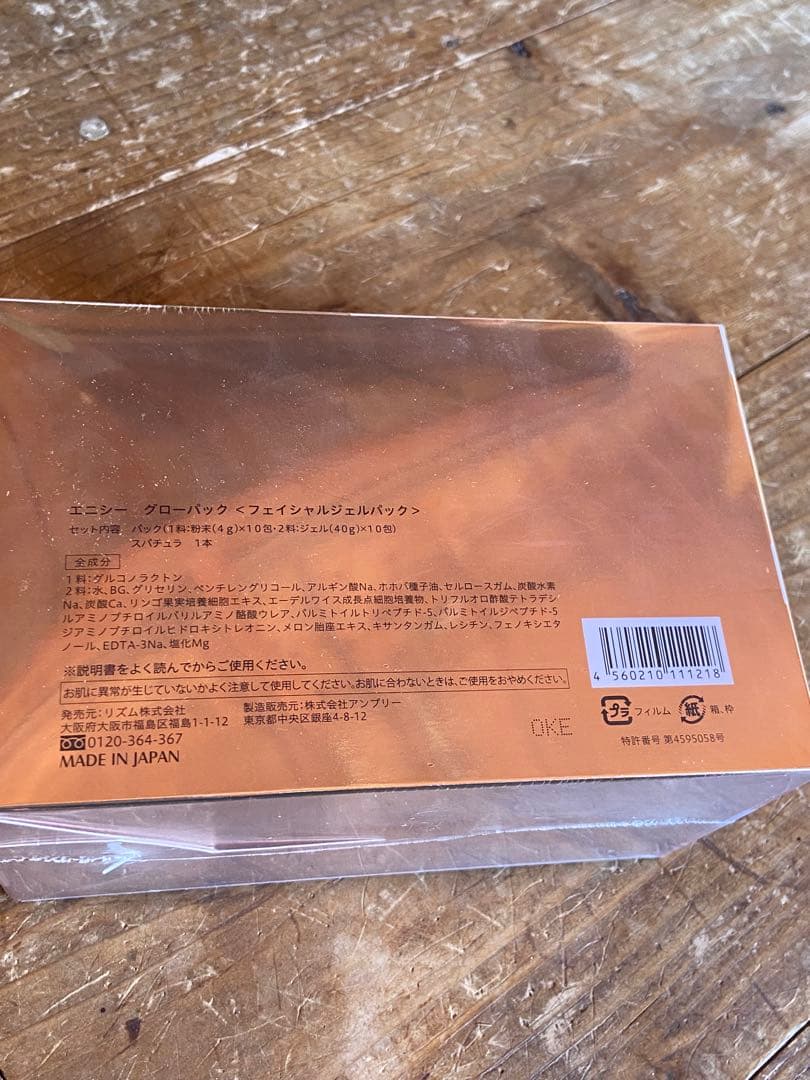 エニシー　グローパック＜フェイシャルジェルパック＞
セット内容　パック(1料:粉末(4g)×10包・2料:ジェル(40g)×10包)
スパチュラ　1本
全成分
1料:グルコノラクトン
2料:水、BG、グリセリン、ペンチレングリコール、アルギン酸Na、ホホバ種子油、セルロースガム、炭酸水素
Na、炭酸Ca、リンゴ果実培養細胞エキス、エーデルワイス成長点細胞培養物、トリフルオロ酢酸テトラデシ
ルアミノブチロイルバリルアミノ酪酸ウレア、パルミトイルトリペプチド-5、パルミトイルジペプチド-5
ジアミノブチロイルヒドロキシトレオニン、メロン胎座エキス、キサンタンガム、レシチン、フェノキシエタ
ノール、EDTA-3Na、塩化Mg
※説明書をよく読んでからご使用ください。
お肌に異常が生じていないかよく注意して使用してください。お肌に合わないときは、ご使用をおやめください。
発売元:リズム株式会社
大阪府大阪市福島区福島1-1-12
0120-364-367
MADE IN JAPAN
製造販売元:株式会社アンプリー
東京都中央区銀座4-8-12
OKE
4 560210 111218
プラ フィルム 紙 箱、枠
特許番号 第4595058号